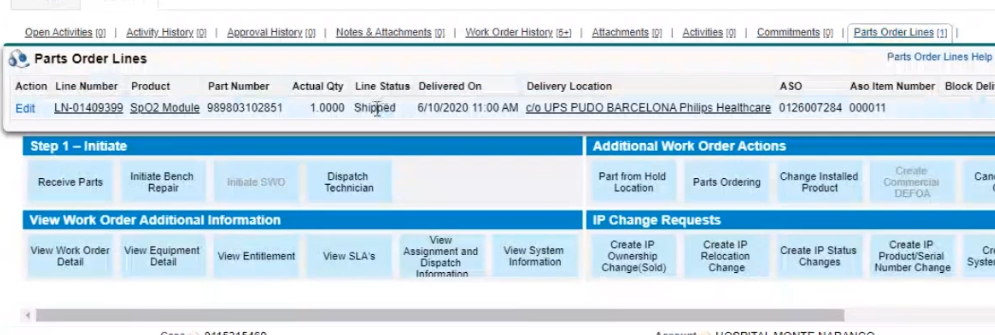 Open Activities [0] | Activity History [0] | Approval History [0] | Notes & Attachments [0] | Work Order History [5+] | Attachments [0] | Activities [0] | Commitments [0] | Parts Order Lines [1] |
Parts Order Lines
Parts Order Lines Help
Action Line Number Product Part Number Actual Qty Line Status Delivered On Delivery Location ASO Aso Item Number Block Deli
Edit LN-01409399 SpO2 Module 989803102851 1.0000 Shipped 6/10/2020 11:00 AM c/o UPS PUDO BARCELONA Philips Healthcare 0126007284 000011
Step 1 – Initiate
Receive Parts
Initiate Bench
Repair
Initiate SWO
Dispatch
Technician
Additional Work Order Actions
Part from Hold
Location
Parts Ordering
Change Installed
Product
Create
Commercial
DEFOA
Canc
View Work Order Additional Information
View Work Order
Detail
View Equipment
Detail
View Entitlement
View SLA's
View
Assignment and
Dispatch
Information
View System
Information
IP Change Requests
Create IP
Ownership
Change(Sold)
Create IP
Relocation
Change
Create IP Status
Changes
Create IP
Product/Serial
Number Change
Cre
System
Account HOSPITAL MONTE NARANCO